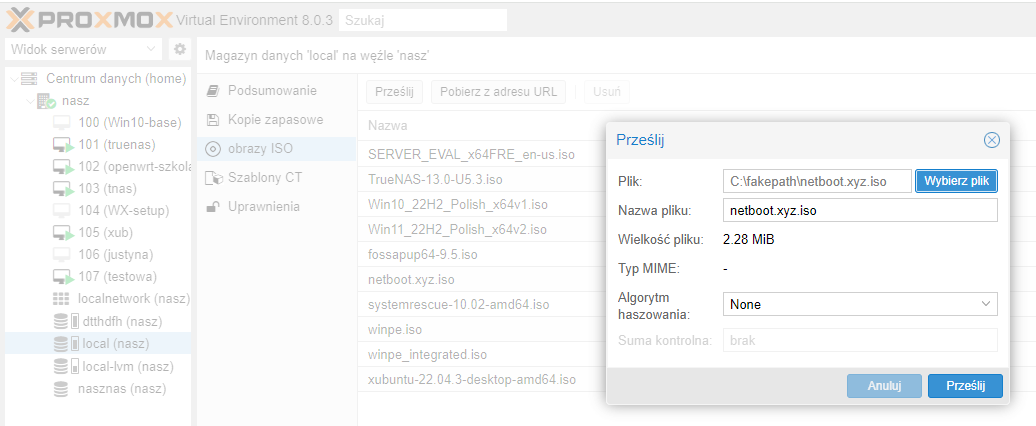 PROXMOX Virtual Environment 8.0.3 Szukaj
Widok serwerów
Magazyn danych 'local' na węźle 'nasz'
Centrum danych (home)
nasz
100 (Win10-base)
101 (truenas)
102 (openwrt-szkola
103 (tnas)
104 (WX-setup)
105 (xub)
106 (justyna)
107 (testowa)
localnetwork (nasz)
dtthdfh (nasz)
local (nasz)
local-lvm (nasz)
nasznas (nasz)
Podsumowanie
Kopie zapasowe
obrazy ISO
Szablony CT
Uprawnienia
Prześlij Pobierz z adresu URL Usuń
Nazwa
SERVER_EVAL_x64FRE_en-us.iso
TrueNAS-13.0-U5.3.iso
Win10_22H2_Polish_x64v1.iso
Win11_22H2_Polish_x64v2.iso
fossapup64-9.5.iso
netboot.xyz.iso
systemrescue-10.02-amd64.iso
winpe.iso
winpe_integrated.iso
xubuntu-22.04.3-desktop-amd64.iso
Prześlij
Plik: C:\fakepath\netboot.xyz.iso Wybierz plik
Nazwa pliku: netboot.xyz.iso
Wielkość pliku: 2.28 MiB
Typ MIME: -
Algorytm
haszowania: None
Suma kontrolna: brak
Anuluj Prześlij